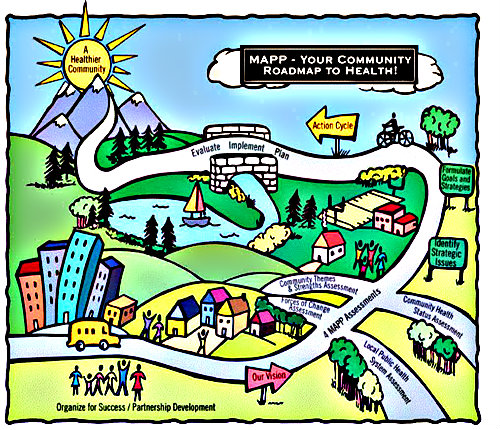 A
Healthier
Community
MAPP - YOUR COMMUNITY
ROADMAP TO HEALTH!
Action Cycle
Evaluate Implement Plan
Formulate
Goals and
Strategies
Identify
Strategic
Issues
Community Themes
& Strengths Assessment
Forces of Change
Assessment
4 MAPP Assessments
Community Health
Status Assessment
Local Public Health
System Assessment
Our Vision
Organize for Success / Partnership Development